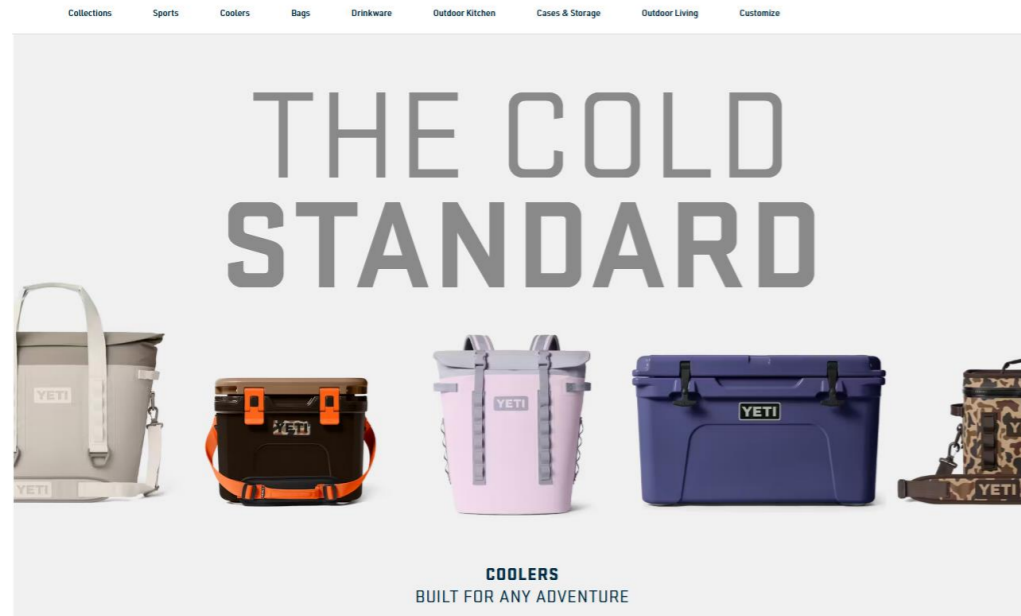 Collections Sports Coolers Bags Drinkware Outdoor Kitchen Cases & Storage Outdoor Living Customize
THE COLD
STANDARD
YETI
YETI
YETI
YETI
YETI
YETI
COOLERS
BUILT FOR ANY ADVENTURE